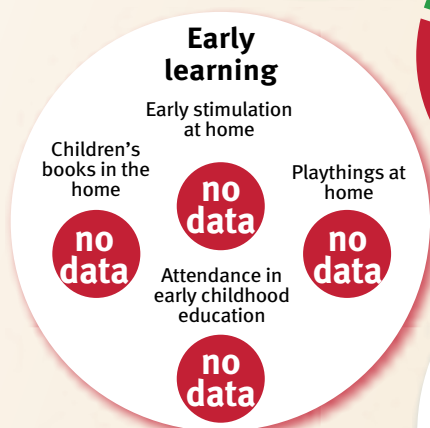 Early
learning
Early stimulation
at home
no
data
Children's
books in the
home
no
data
Playthings at
home
no
data
Attendance in
early childhood
education
no
data